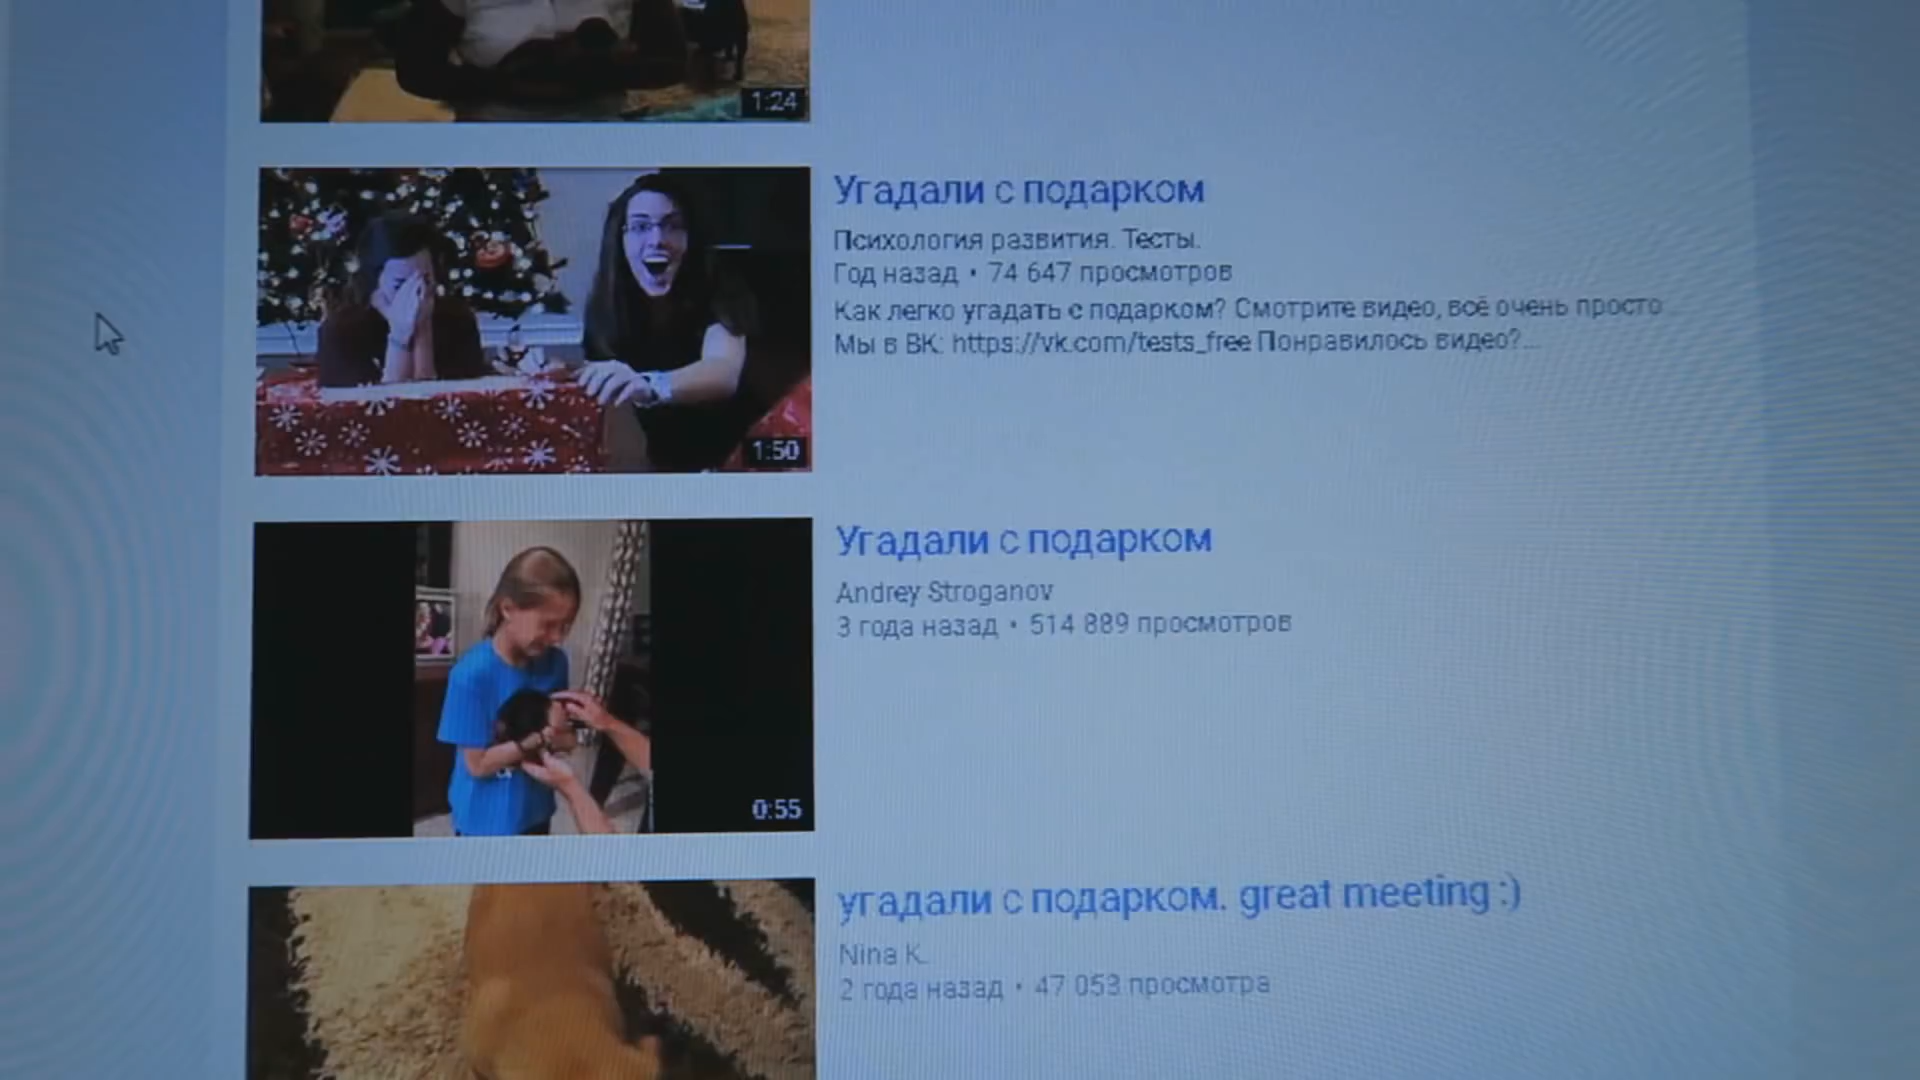 1:24
Угадали с подарком
Психология развития. Тесты.
Год назад • 74 647 просмотров
Как легко угадать с подарком? Смотрите видео, всё очень просто
Мы в ВК: https://vk.com/tests_free Понравилось видео?...
1:50
Угадали с подарком
Andrey Stroganov
3 года назад • 514 889 просмотров
0:55
угадали с подарком. great meeting :)
Nina K.
2 года назад • 47 053 просмотра